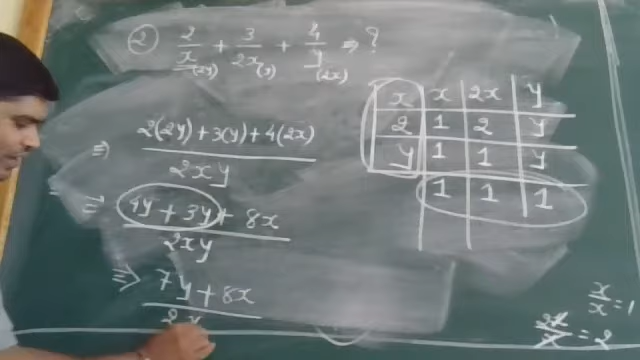 ② 2/x(2y) + 3/2x(y) + 4/y(2x) ⇒ ?
⇒ 2(2y)+3(y)+4(2x) / 2xy
⇒ 4y + 3y + 8x / 2xy
⇒ 7y + 8x / 2x
x | x | 2x | y
2 | 1 | 2 | y
y | 1 | 1 | y
1 | 1 | 1
x/x = 1
2x/x = 2